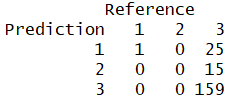 Reference
Prediction 1 2 3
1 1 0 25
2 0 0 15
3 0 0 159